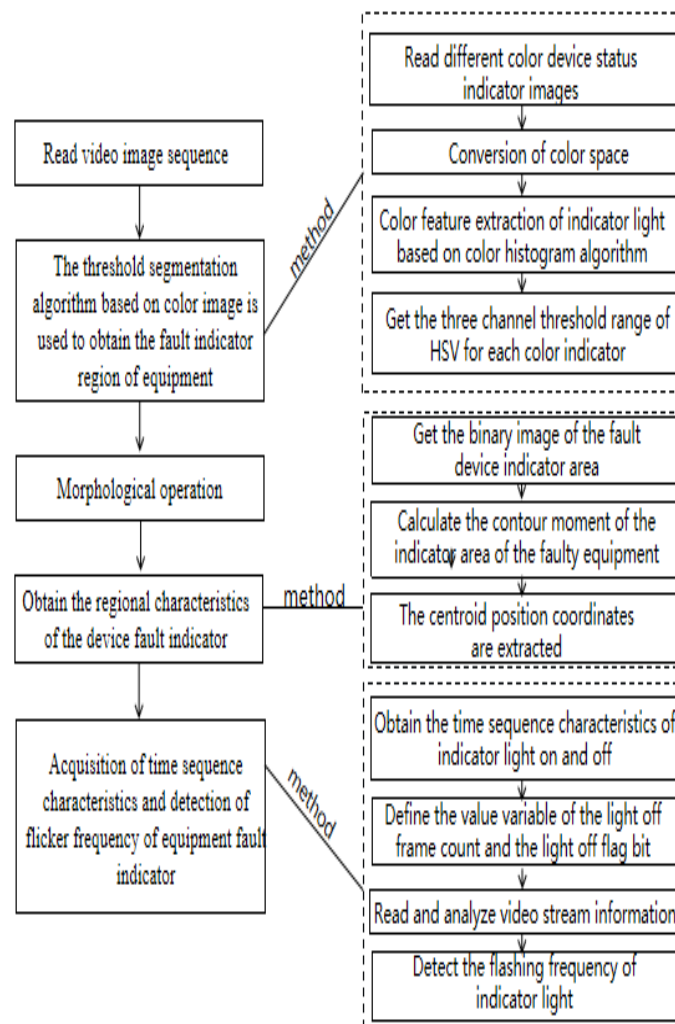 Read video image sequence
The threshold segmentation
algorithm based on color image is
used to obtain the fault indicator
region of equipment
Morphological operation
Obtain the regional characteristics
of the device fault indicator
Acquisition of time sequence
characteristics and detection of
flicker frequency of equipment fault
indicator
method
method
method
Read different color device status
indicator images
Conversion of color space
Color feature extraction of indicator light
based on color histogram algorithm
Get the three channel threshold range of
HSV for each color indicator
Get the binary image of the fault
device indicator area
Calculate the contour moment of the
indicator area of the faulty equipment
The centroid position coordinates
are extracted
Obtain the time sequence characteristics of
indicator light on and off
Define the value variable of the light off
frame count and the light off flag bit
Read and analyze video stream information
Detect the flashing frequency of
indicator light